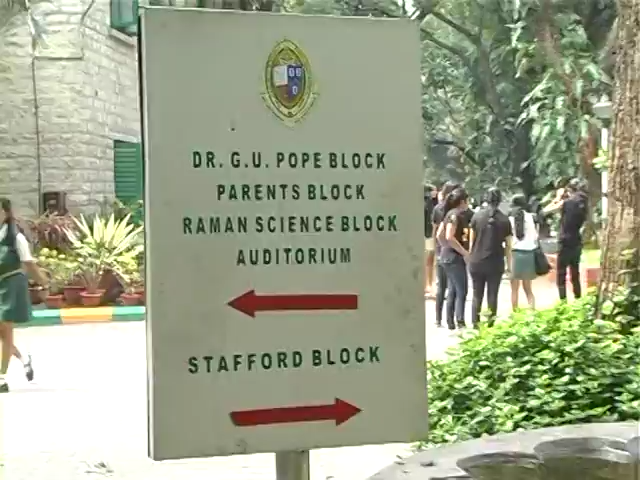 DR. G.U. POPE BLOCK
PARENTS BLOCK
RAMAN SCIENCE BLOCK
AUDITORIUM
STAFFORD BLOCK